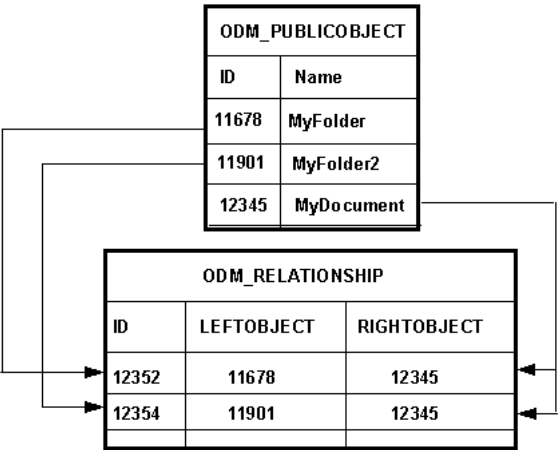 ODM_PUBLICOBJECT
ID Name
11678 MyFolder
11901 MyFolder2
12345 MyDocument
ODM_RELATIONSHIP
ID LEFTOBJECT RIGHTOBJECT
12352 11678 12345
12354 11901 12345